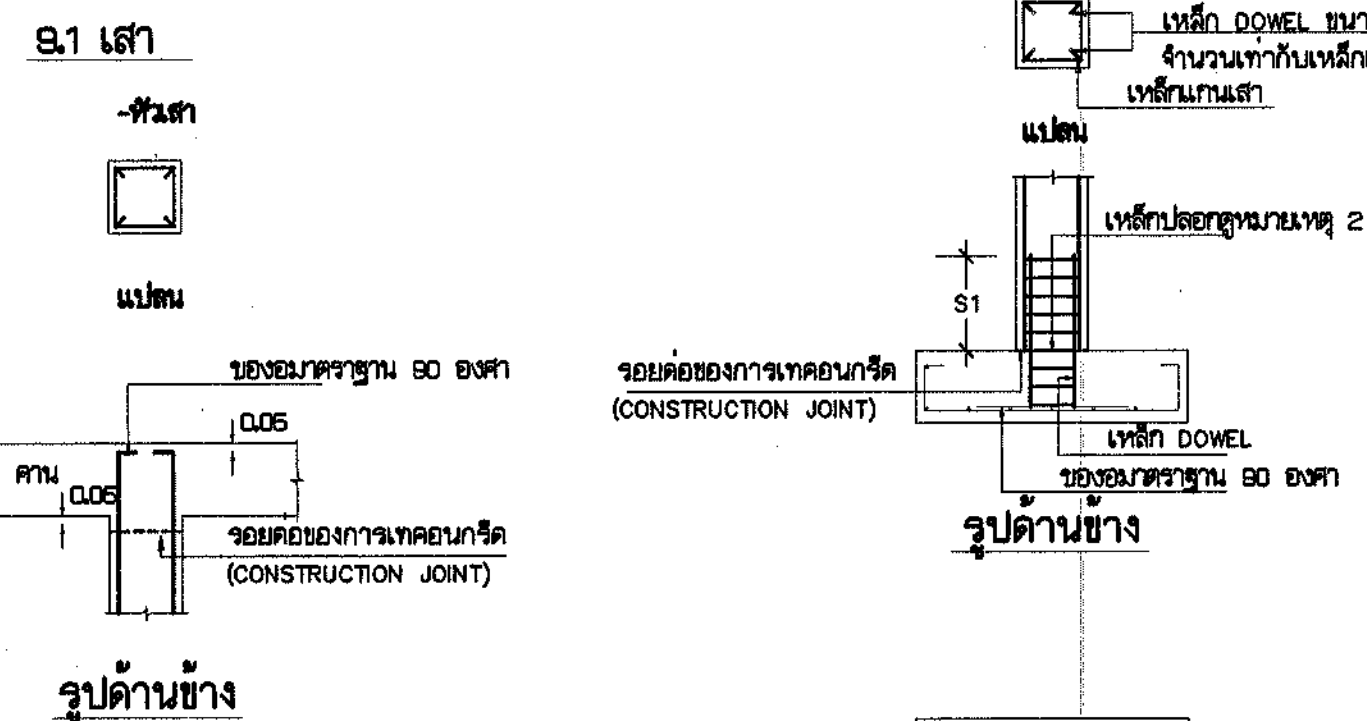 9.1 เสา
-หัวเสา
แปลน
ของอมาตราฐาน 90 องศา
0.05
คาน
0.05
รอยต่อของการเทคอนกรีต
(CONSTRUCTION JOINT)
รูปด้านข้าง
เหล็ก DOWEL
จำนวนเท่ากับ
เหล็กแกนเสา
แปลน
เหล็กปลอกดูหมายเหตุ 2
S1
รอยต่อของการเทคอนกรีต
(CONSTRUCTION JOINT)
เหล็ก DOWEL
ของอมาตราฐาน 90 องศา
รูปด้านข้าง